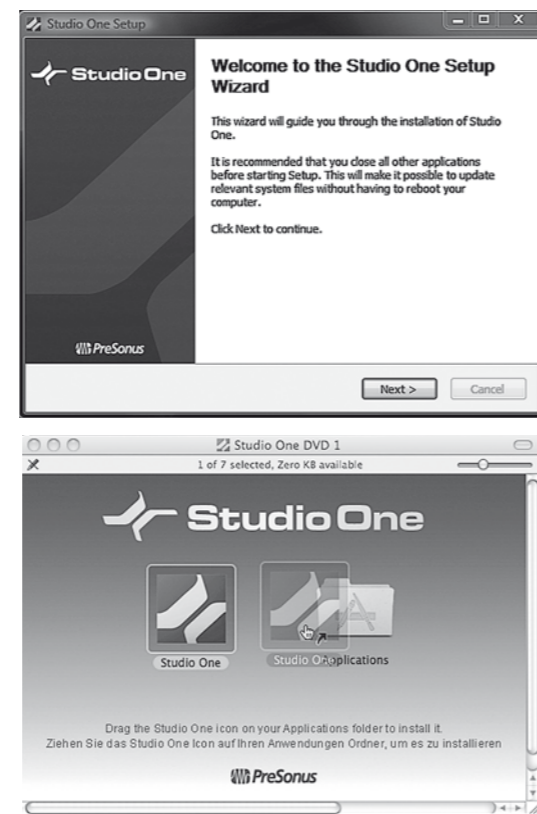 Studio One Setup
Studio One
Welcome to the Studio One Setup
Wizard
This wizard will guide you through the installation of Studio
One.
It is recommended that you close all other applications
before starting Setup. This will make it possible to update
relevant system files without having to reboot your
computer.
Click Next to continue.
PreSonus
Next >
Cancel
Studio One DVD 1
1 of 7 selected, Zero KB available
Studio One
Studio One
Studio One
Applications
Drag the Studio One icon on your Applications folder to install it.
Ziehen Sie das Studio One Icon auf Ihren Anwendungen Ordner, um es zu installieren
PreSonus